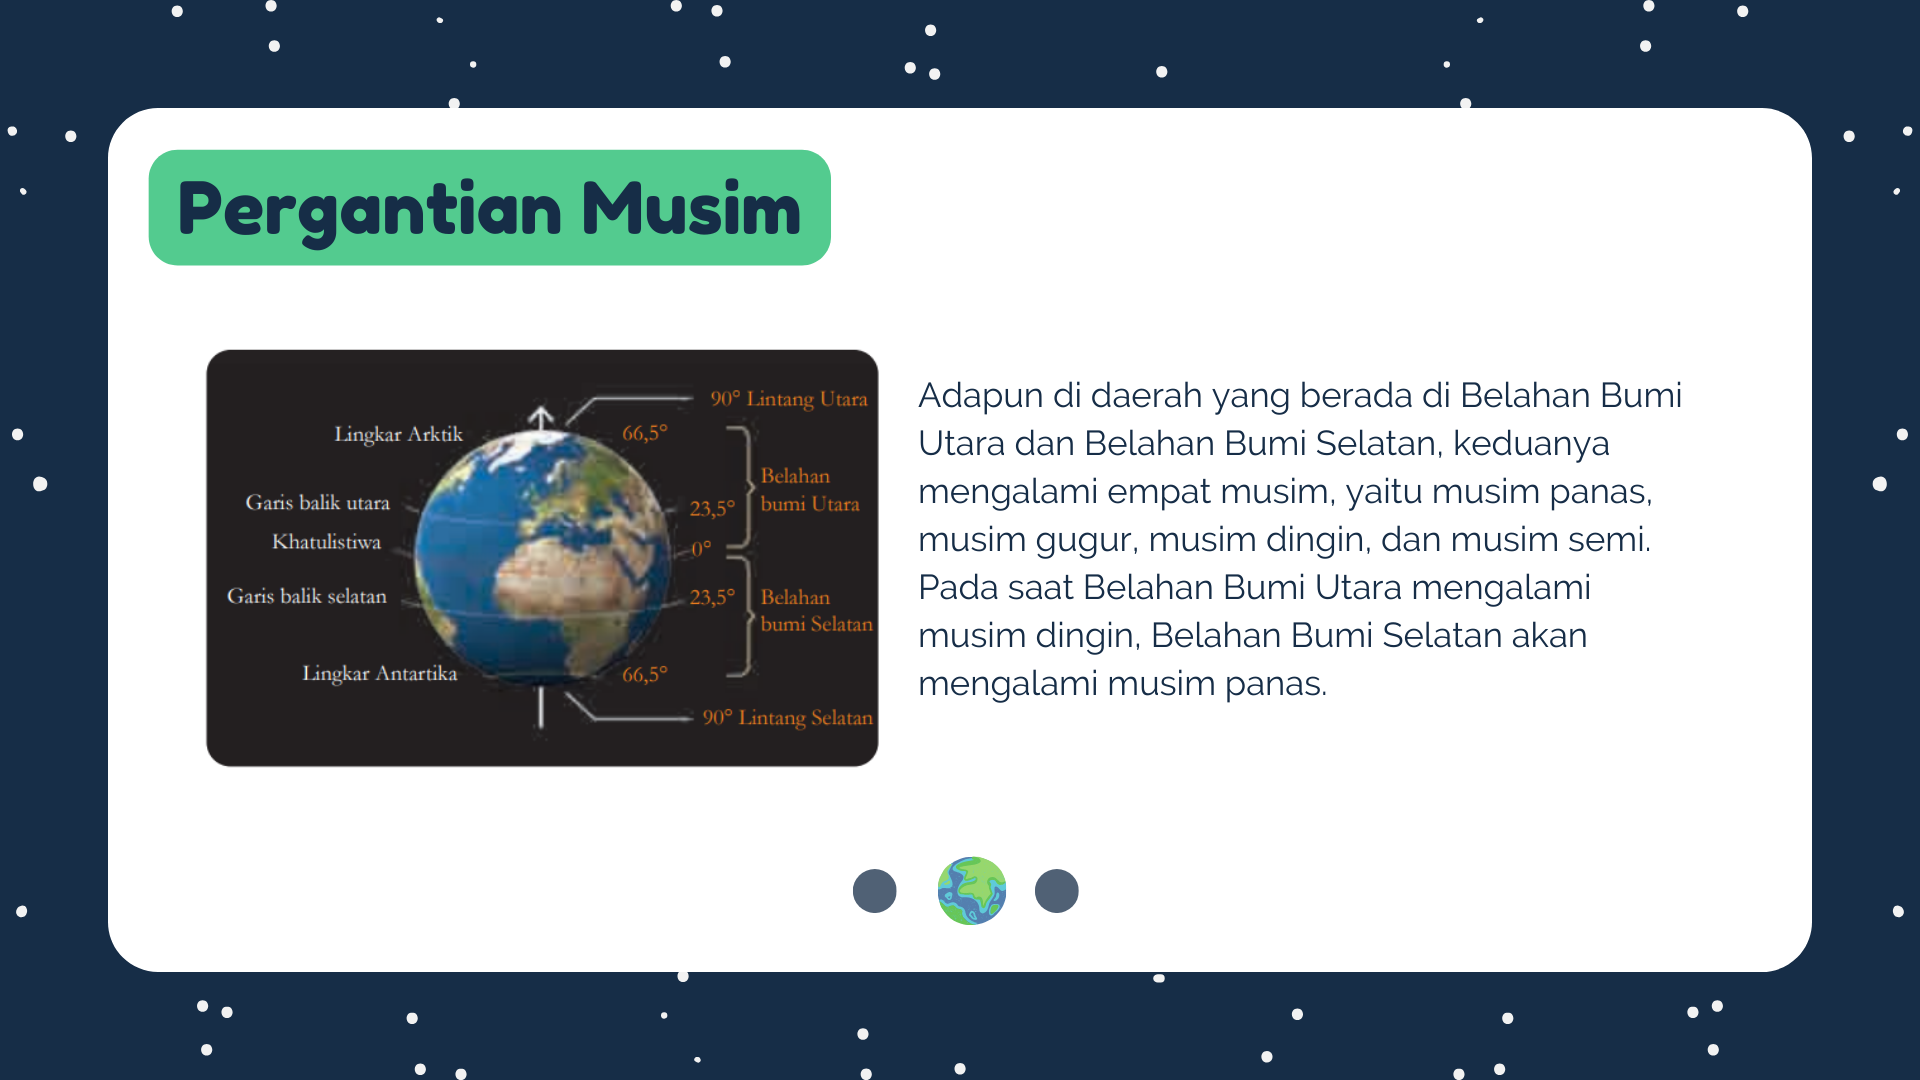 Pergantian Musim
90° Lintang Utara
Lingkar Arktik
66,5°
Belahan
bumi Utara
Garis balik utara
23,5°
Khatulistiwa
0°
Garis balik selatan
23,5°
Belahan
bumi Selatan
Lingkar Antartika
66,5°
90° Lintang Selatan
Adapun di daerah yang berada di Belahan Bumi
Utara dan Belahan Bumi Selatan, keduanya
mengalami empat musim, yaitu musim panas,
musim gugur, musim dingin, dan musim semi.
Pada saat Belahan Bumi Utara mengalami
musim dingin, Belahan Bumi Selatan akan
mengalami musim panas.